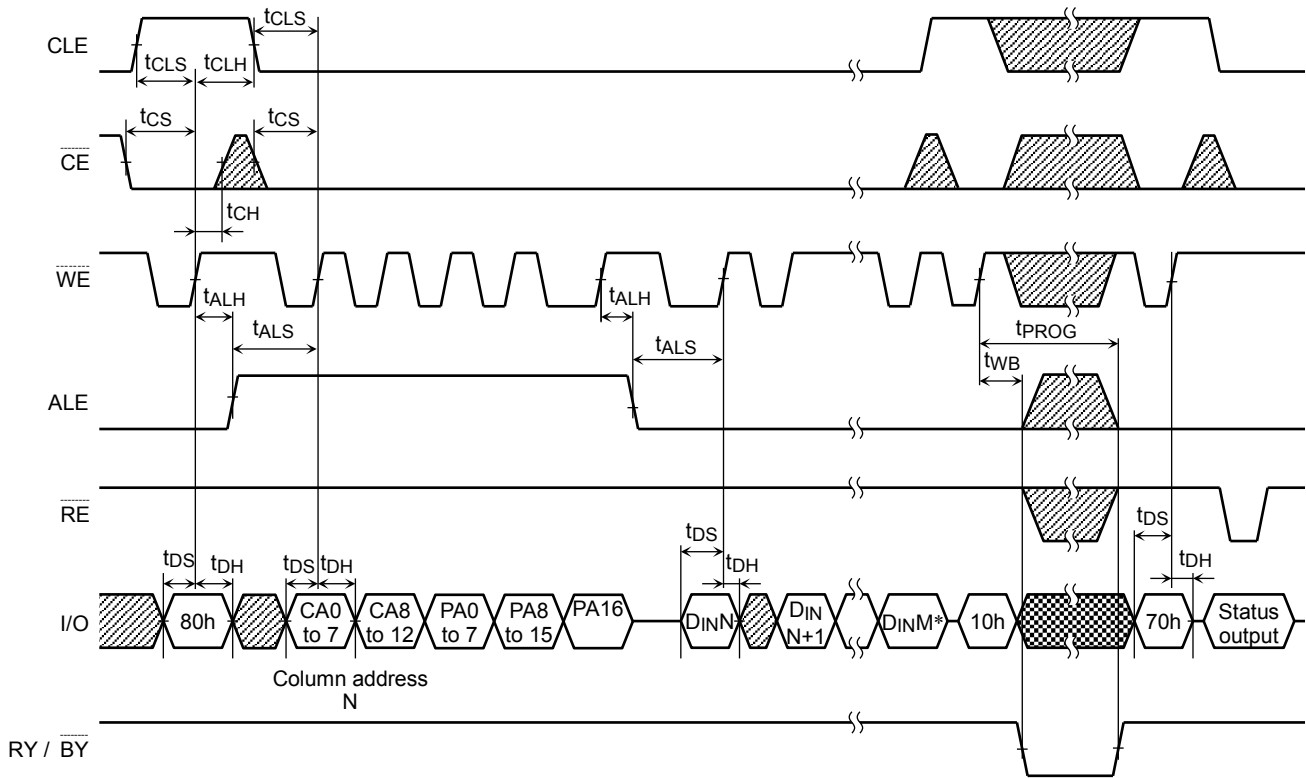 CLE
tCLS
tCLS
tCLH
CE
tCS
tCS
tCH
WE
tALH
tALS
tALH
tALS
tPROG
tWB
ALE
RE
tDS
tDH
tDS
tDH
tDS
tDH
tDS
tDH
I/O
80h
CA0
to 7
CA8
to 12
PA0
to 7
PA8
to 15
PA16
DINN
DIN
N+1
DINM*
10h
70h
Status
output
Column address
N
RY / BY